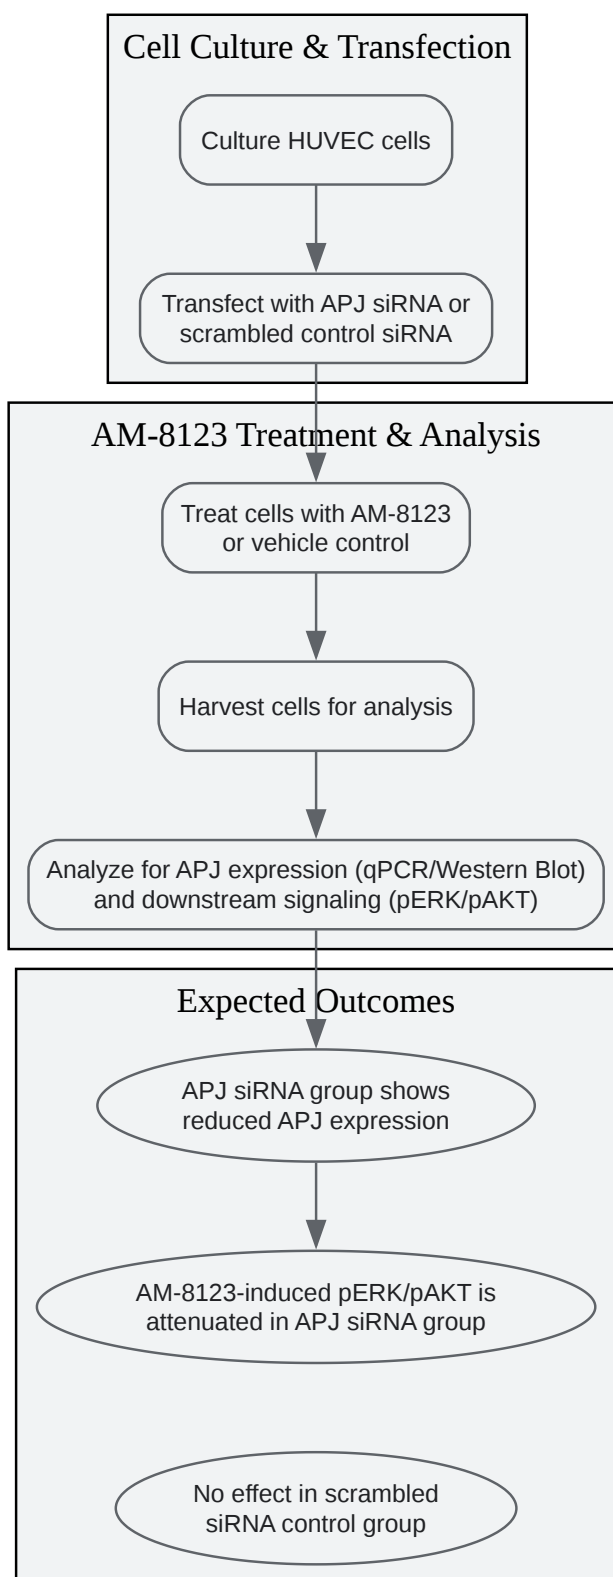 Cell Culture & Transfection
Culture HUVEC cells
Transfect with APJ siRNA or
scrambled control siRNA
AM-8123 Treatment & Analysis
Treat cells with AM-8123
or vehicle control
Harvest cells for analysis
Analyze for APJ expression (qPCR/Western Blot)
and downstream signaling (pERK/pAKT)
Expected Outcomes
APJ siRNA group shows
reduced APJ expression
AM-8123-induced pERK/pAKT is
attenuated in APJ siRNA group
No effect in scrambled
siRNA control group